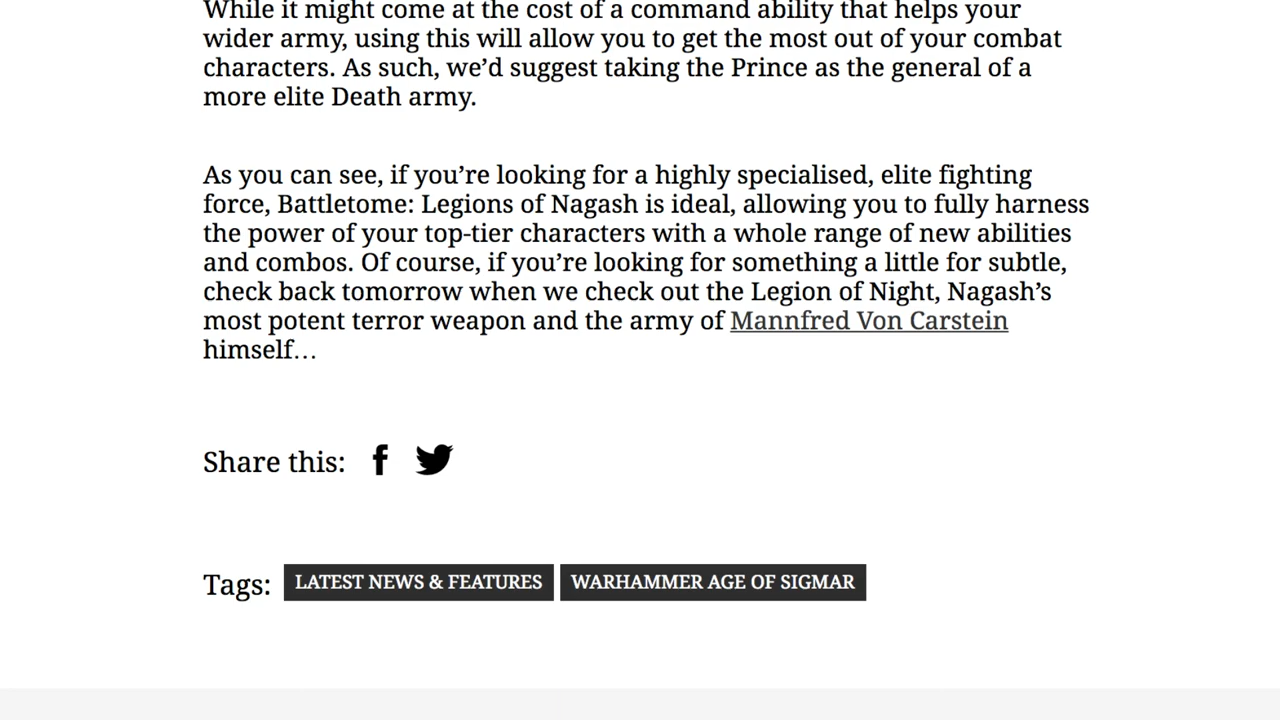 While it might come at the cost of a command ability that helps your
wider army, using this will allow you to get the most out of your combat
characters. As such, we’d suggest taking the Prince as the general of a
more elite Death army.
As you can see, if you’re looking for a highly specialised, elite fighting
force, Battletome: Legions of Nagash is ideal, allowing you to fully harness
the power of your top-tier characters with a whole range of new abilities
and combos. Of course, if you’re looking for something a little for subtle,
check back tomorrow when we check out the Legion of Night, Nagash’s
most potent terror weapon and the army of Mannfred Von Carstein
himself…
Share this:
Tags: LATEST NEWS & FEATURES WARHAMMER AGE OF SIGMAR